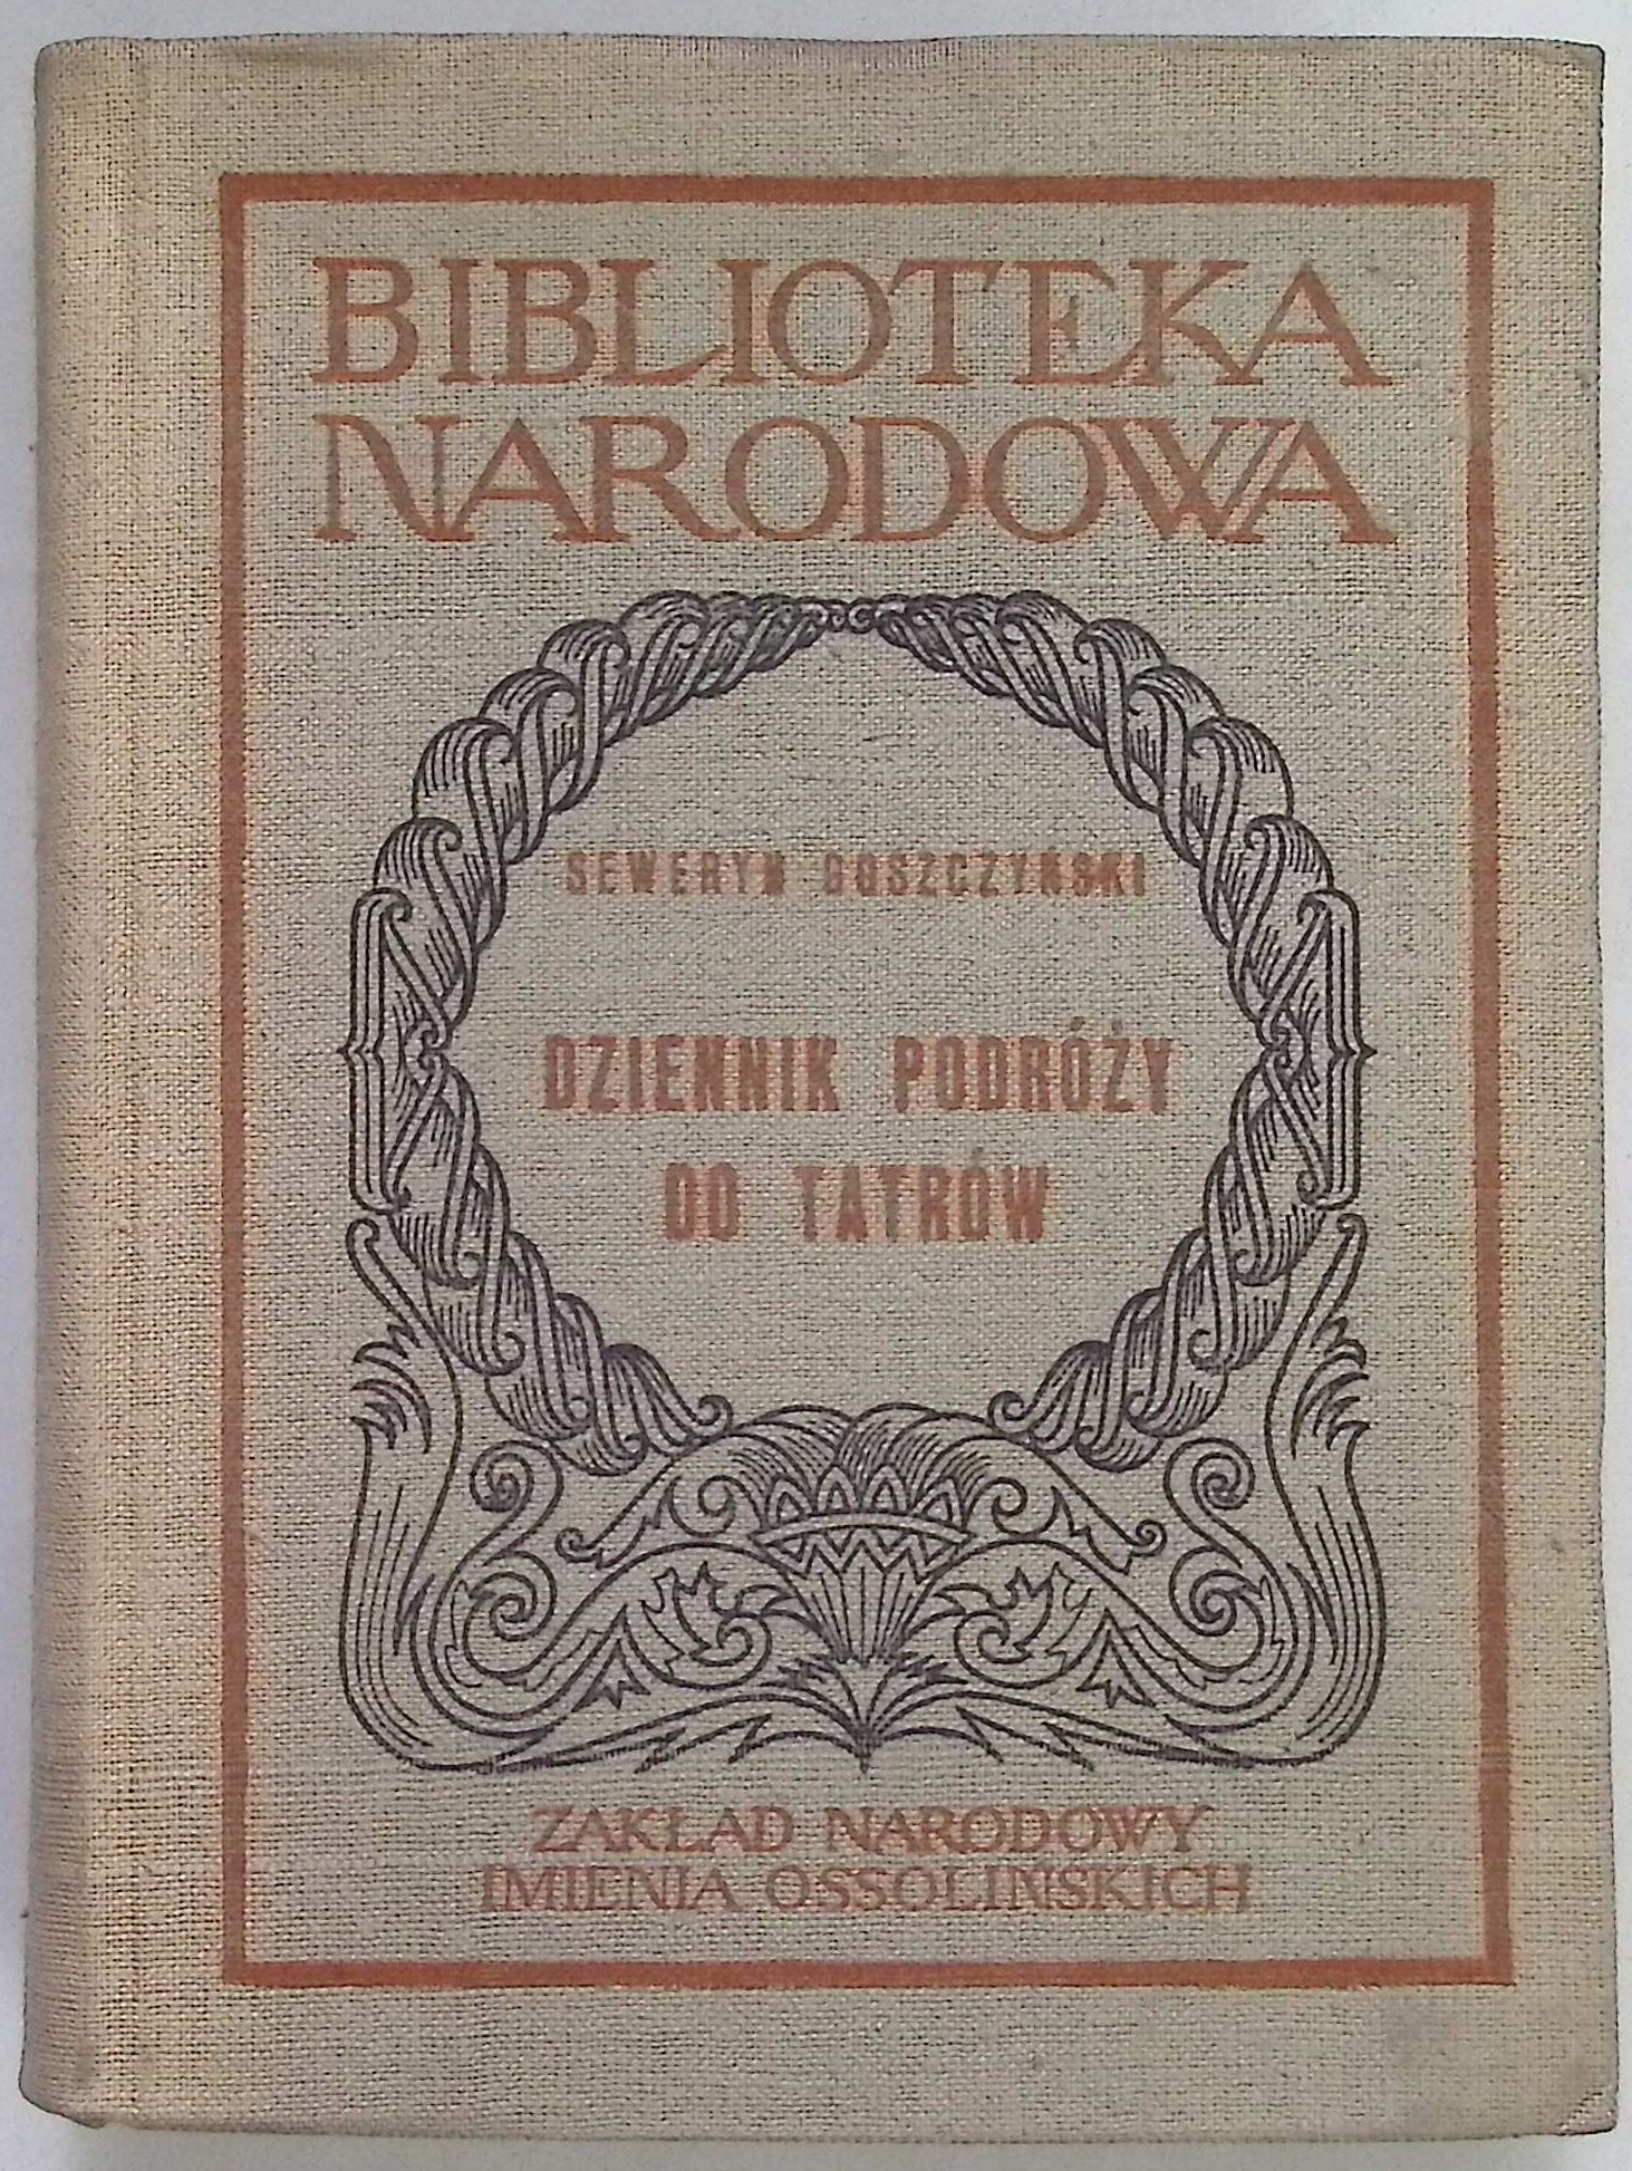 BIBLIOTEKA
NARODOWA
SEWERYN GOSZCZYŃSKI
DZIENNIK PODRÓŻY
DO TATRÓW
ZAKŁAD NARODOWY
IMIENIA OSSOLIŃSKICH